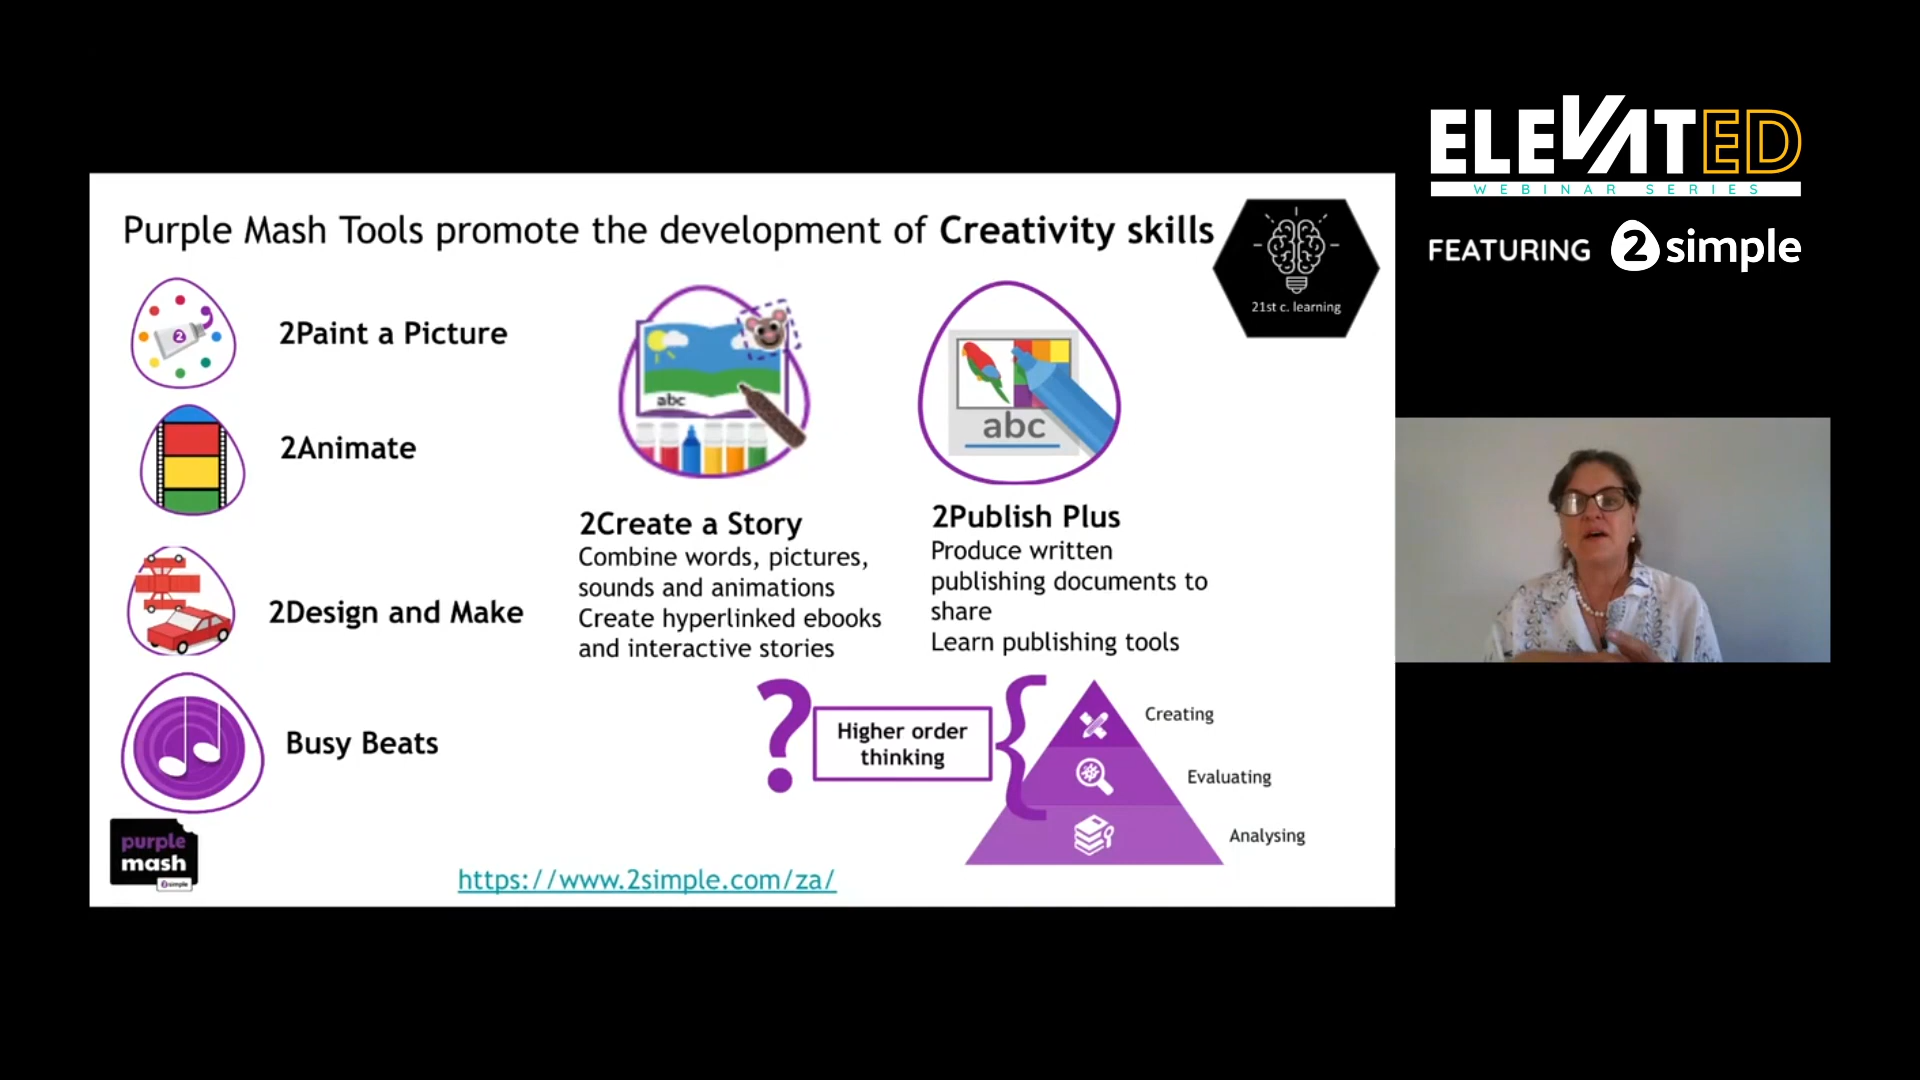 ELEVATED
WEBINAR SERIES
FEATURING 2simple
Purple Mash Tools promote the development of Creativity skills
21st c. learning
2
2Paint a Picture
2Animate
2Design and Make
Busy Beats
abc
2Create a Story
Combine words, pictures,
sounds and animations
Create hyperlinked ebooks
and interactive stories
abc
2Publish Plus
Produce written
publishing documents to
share
Learn publishing tools
?
Higher order
thinking
{
Creating
Evaluating
Analysing
purple
mash
2simple
https://www.2simple.com/za/